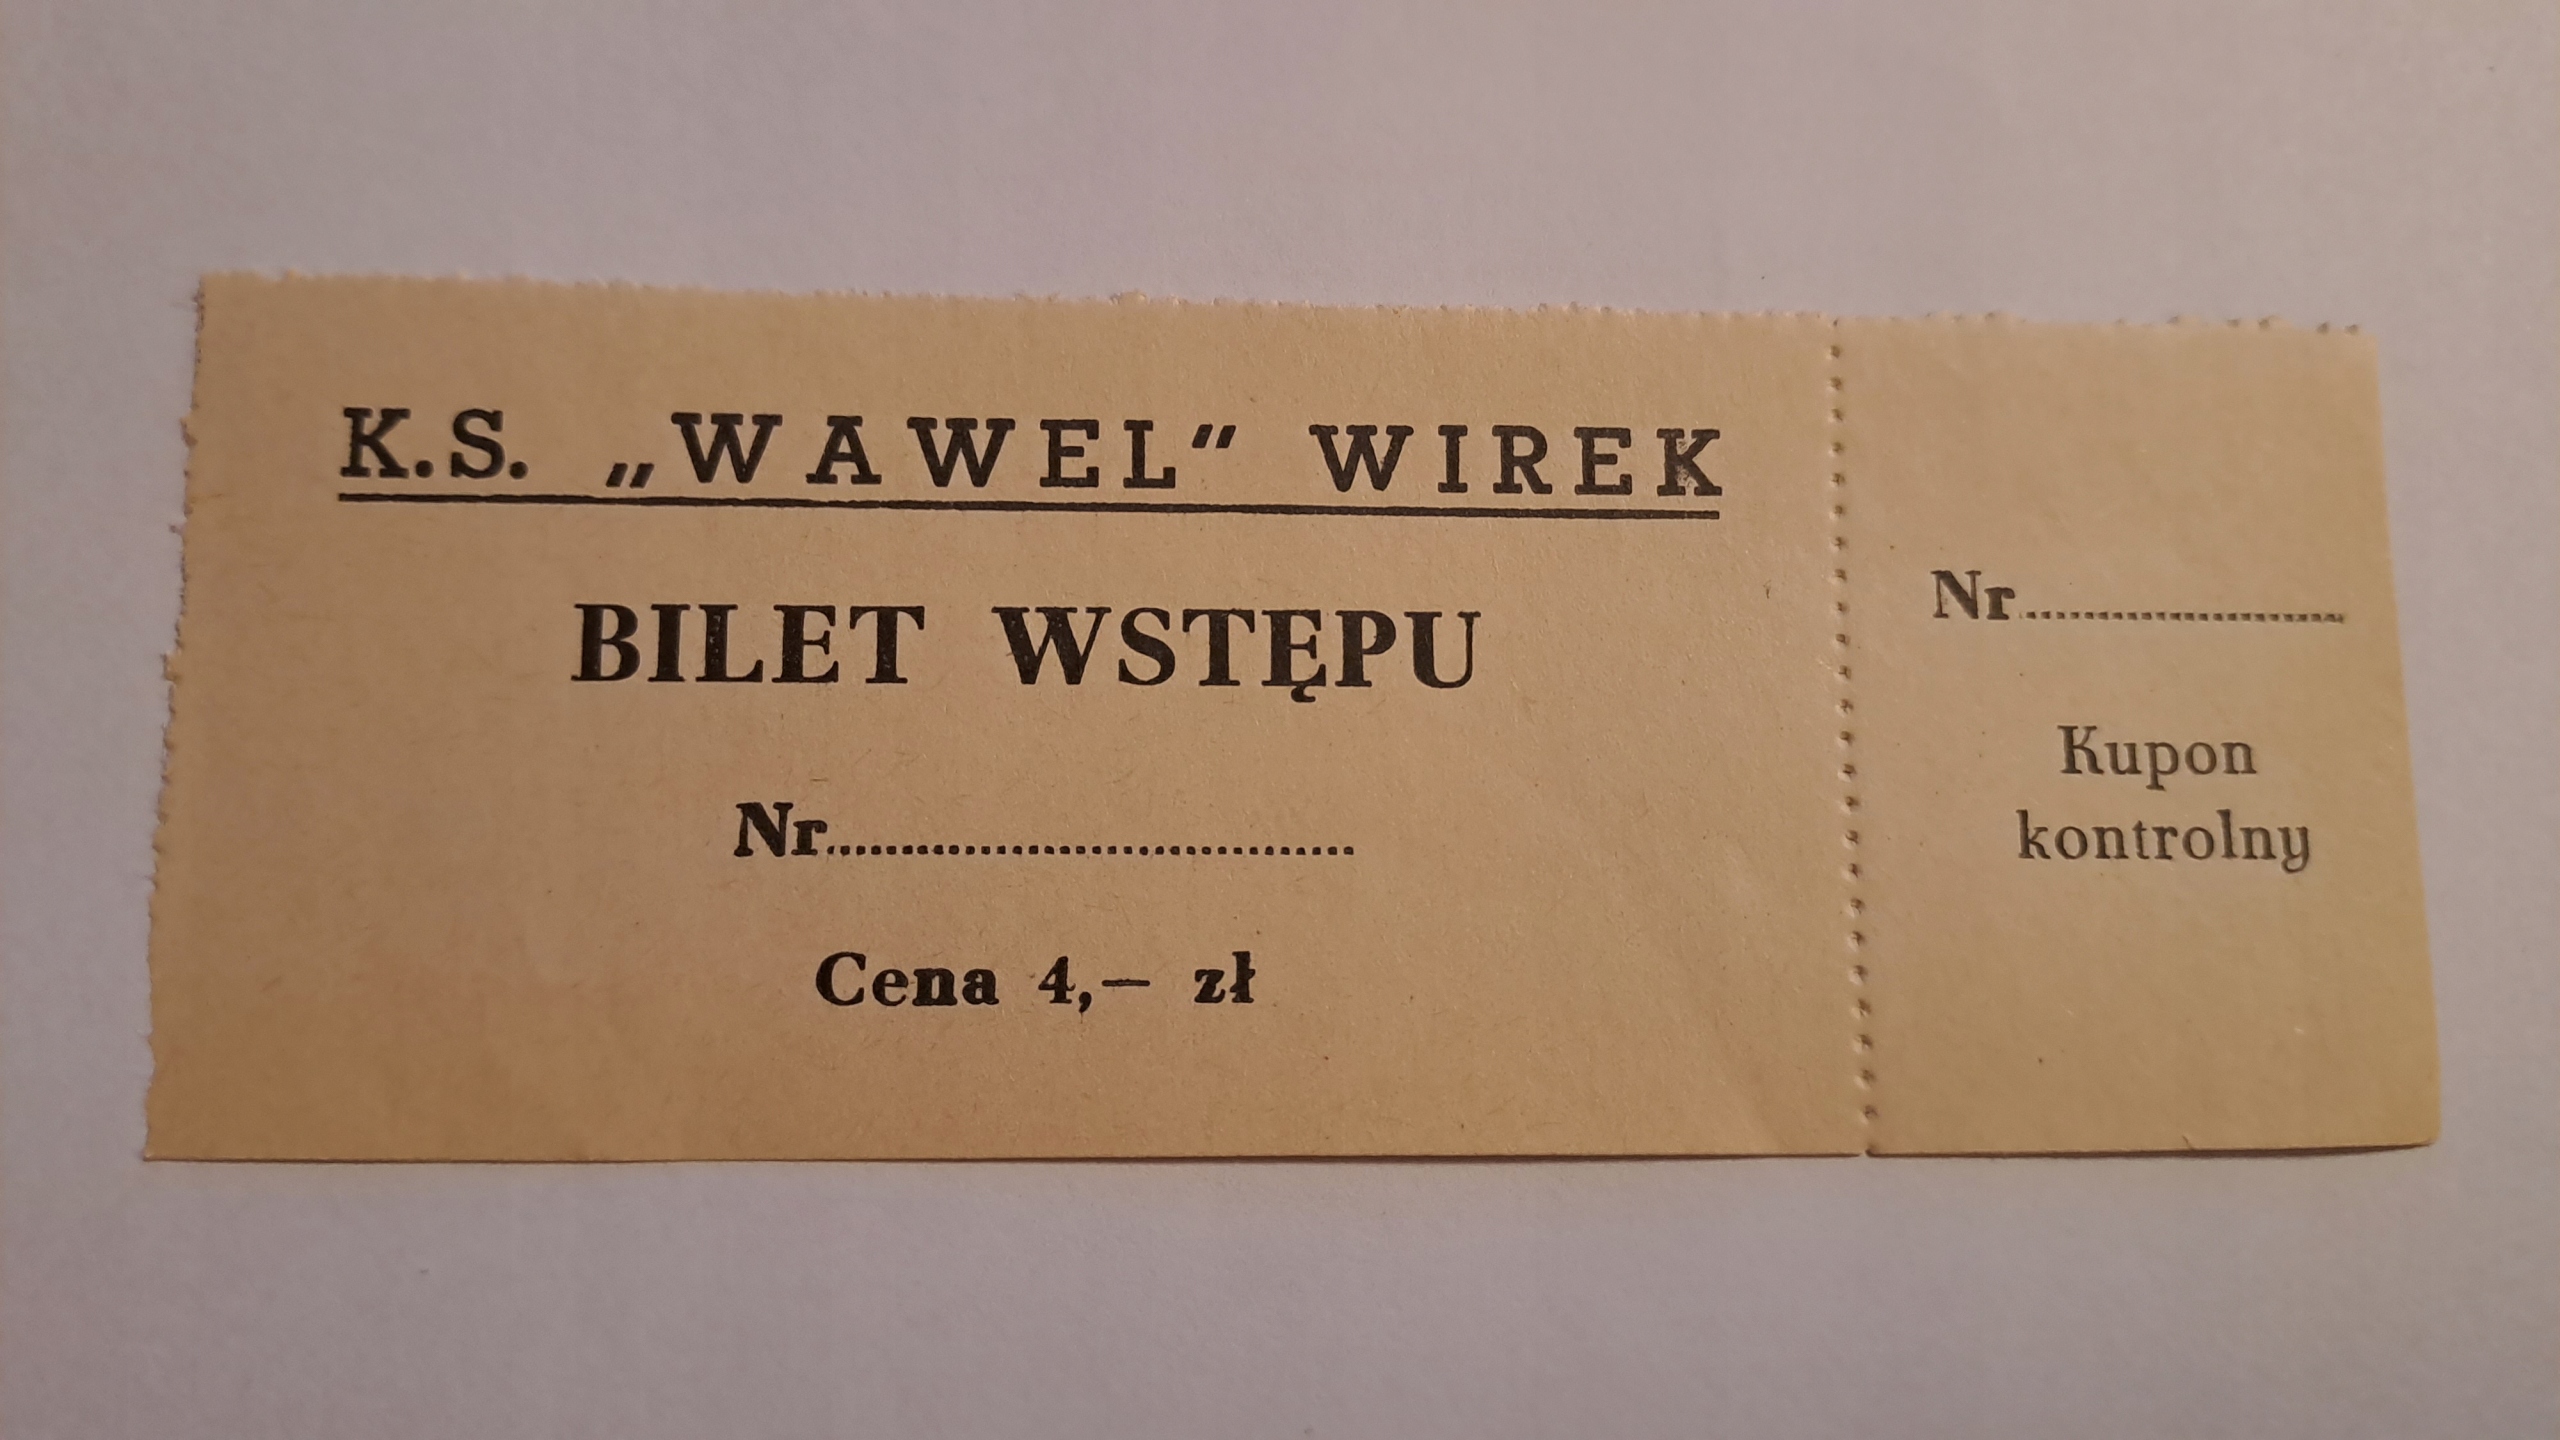 K.S. „WAWEL” WIREK
BILET WSTĘPU
Nr..............................
Cena 4,— zł
Nr..............................
Kupon
kontrolny